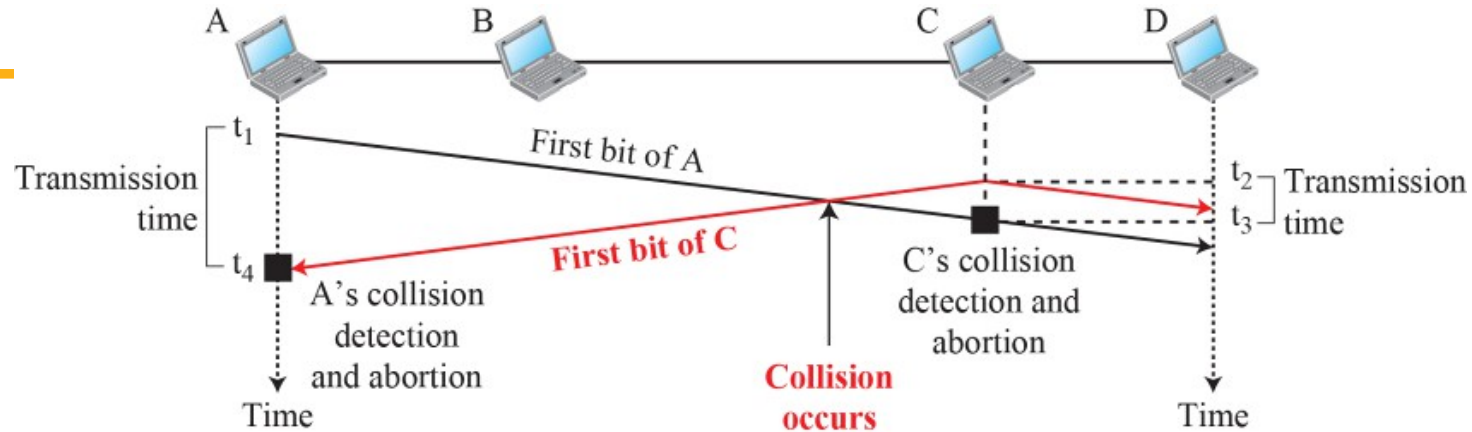 A
B
C
D
t1
First bit of A
t2
Transmission
time
Transmission
time
t3
First bit of C
t4
A's collision
detection
and abortion
C's collision
detection and
abortion
Collision
occurs
Time
Time